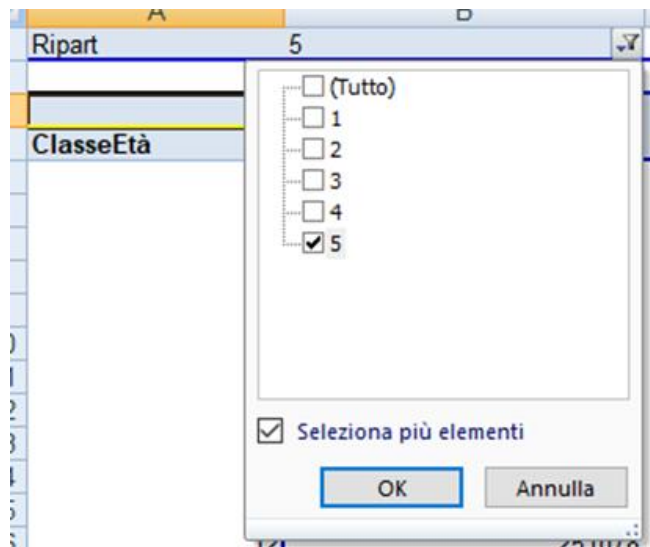 A B
Ripart 5
(Tutto)
1
ClasseEtà
2
3
4
5
Seleziona più elementi
OK Annulla